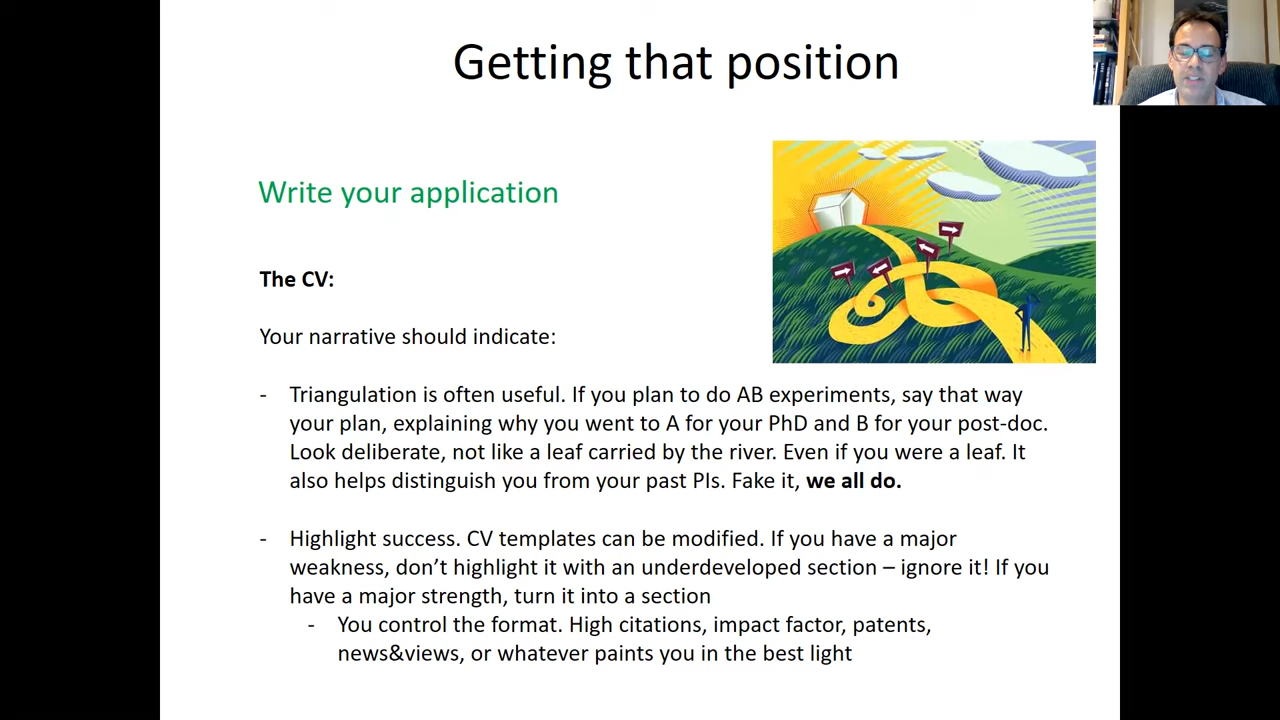 Getting that position
Write your application
The CV:
Your narrative should indicate:
- Triangulation is often useful. If you plan to do AB experiments, say that way
your plan, explaining why you went to A for your PhD and B for your post-doc.
Look deliberate, not like a leaf carried by the river. Even if you were a leaf. It
also helps distinguish you from your past PIs. Fake it, we all do.
- Highlight success. CV templates can be modified. If you have a major
weakness, don’t highlight it with an underdeveloped section – ignore it! If you
have a major strength, turn it into a section
- You control the format. High citations, impact factor, patents,
news&views, or whatever paints you in the best light